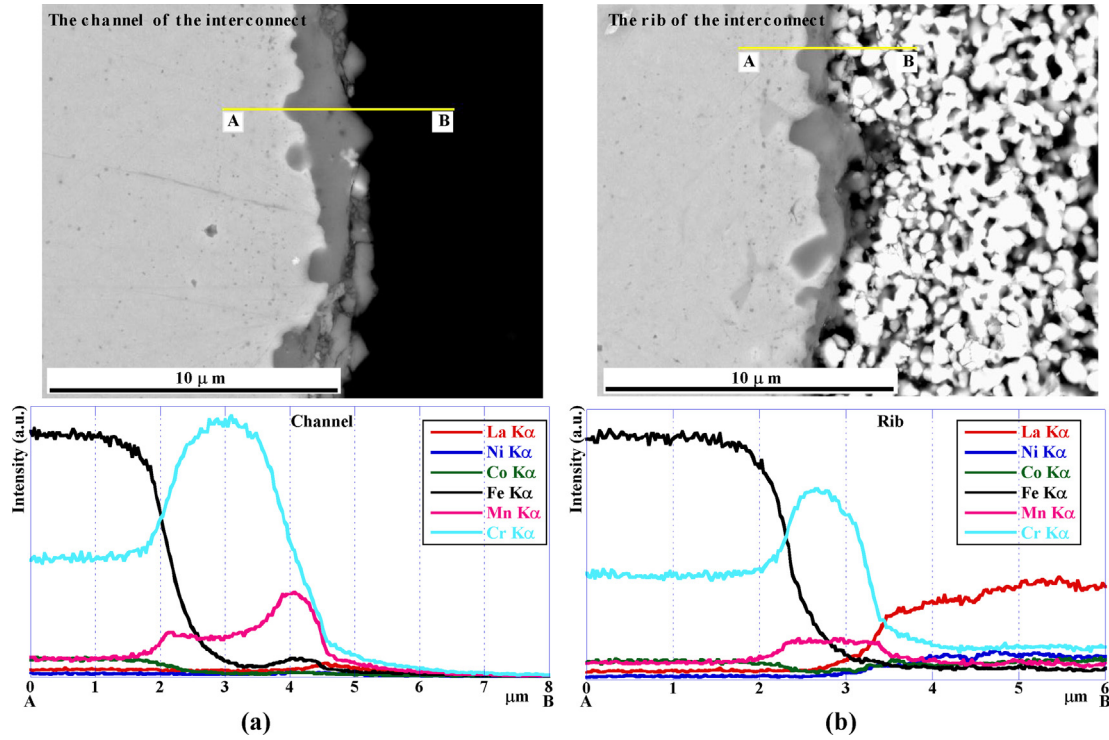 The channel of the interconnect
A
B
10 μm
The rib of the interconnect
A
B
10 μm
Intensity (a.u.)
Channel
La Kα
Ni Kα
Co Kα
Fe Kα
Mn Kα
Cr Kα
0 1 2 3 4 5 6 7 8
A μm B
(a)
Intensity (a.u.)
Rib
La Kα
Ni Kα
Co Kα
Fe Kα
Mn Kα
Cr Kα
0 1 2 3 4 5 6
A μm B
(b)